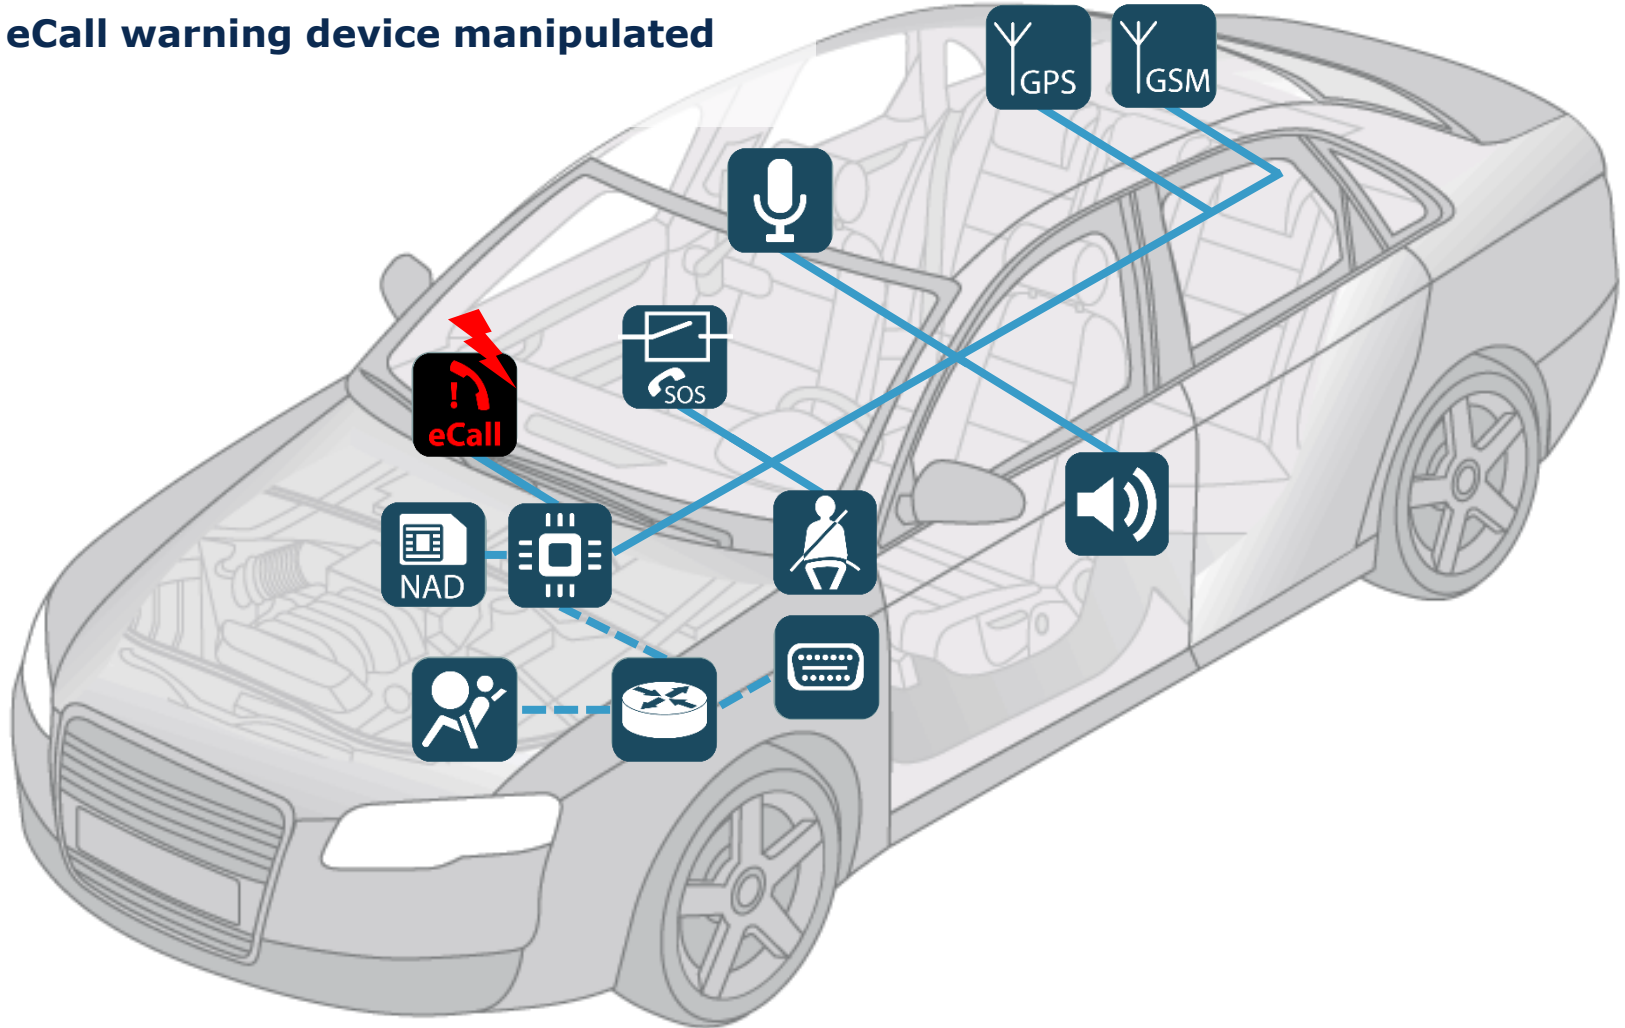 eCall warning device manipulated
GPS
GSM
SOS
!
eCall
NAD